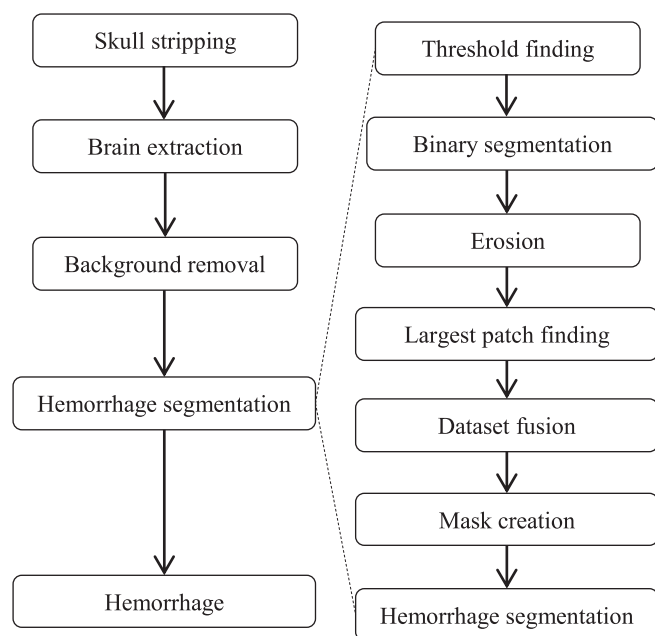 Skull stripping
Brain extraction
Background removal
Hemorrhage segmentation
Hemorrhage
Threshold finding
Binary segmentation
Erosion
Largest patch finding
Dataset fusion
Mask creation
Hemorrhage segmentation